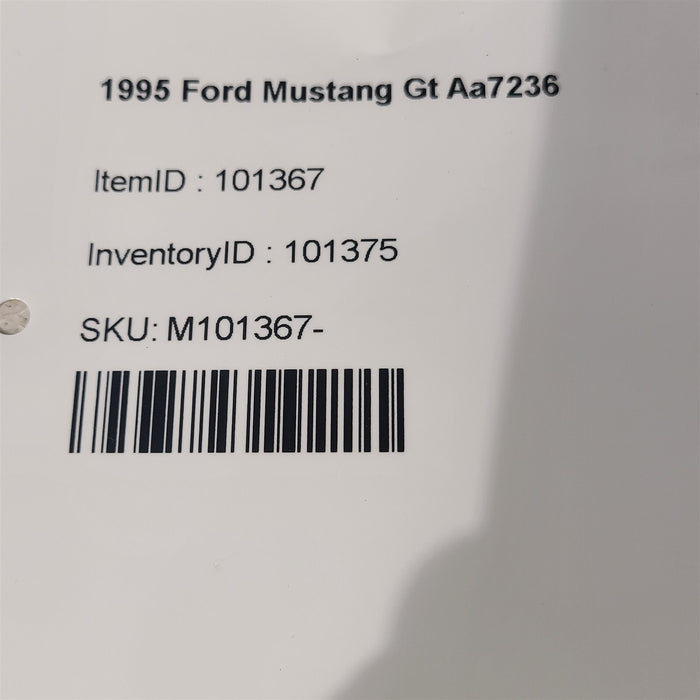 1995 Ford Mustang Gt Aa7236
ItemID : 101367
InventoryID : 101375
SKU: M101367-